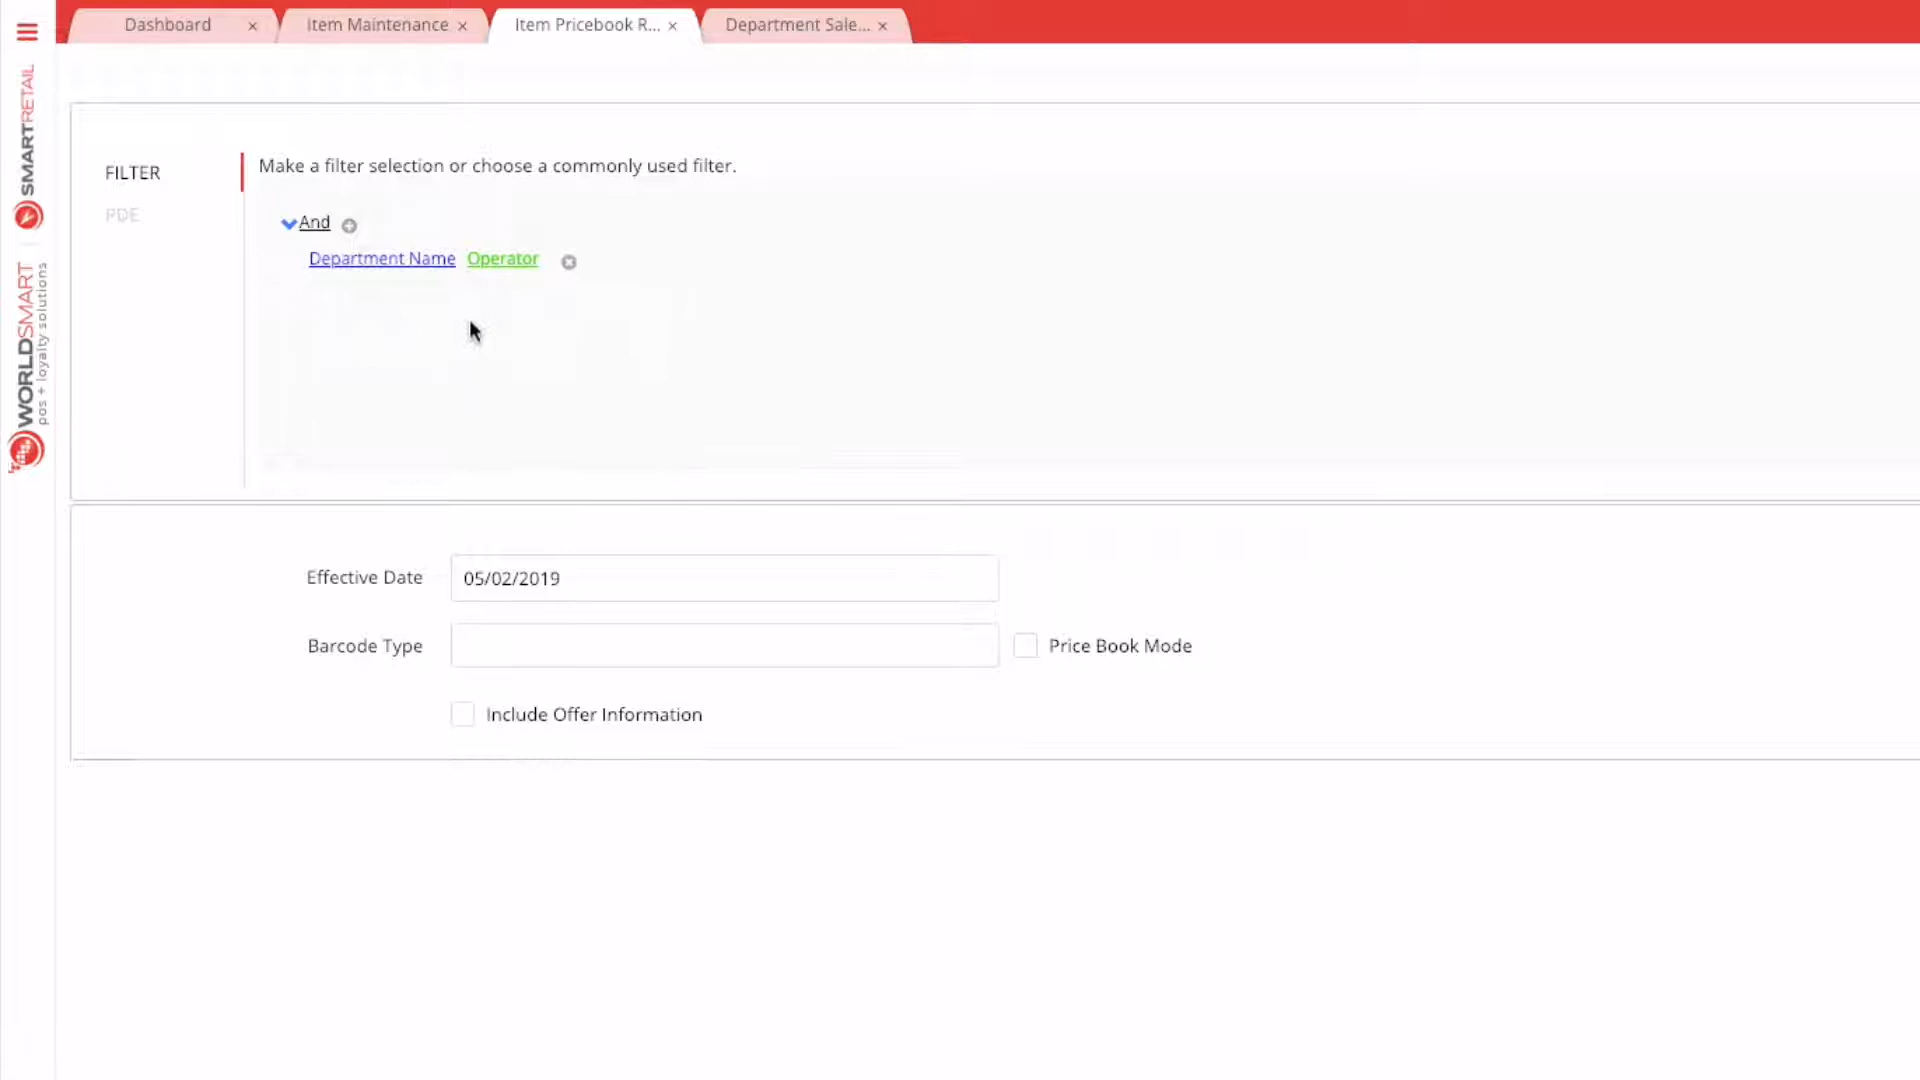 Dashboard × Item Maintenance × Item Pricebook R... × Department Sale... ×
SMARTRETAIL
WORLDSMART
pos + loyalty solutions
FILTER
PDE
Make a filter selection or choose a commonly used filter.
And
Department Name Operator
Effective Date 05/02/2019
Barcode Type Price Book Mode
Include Offer Information